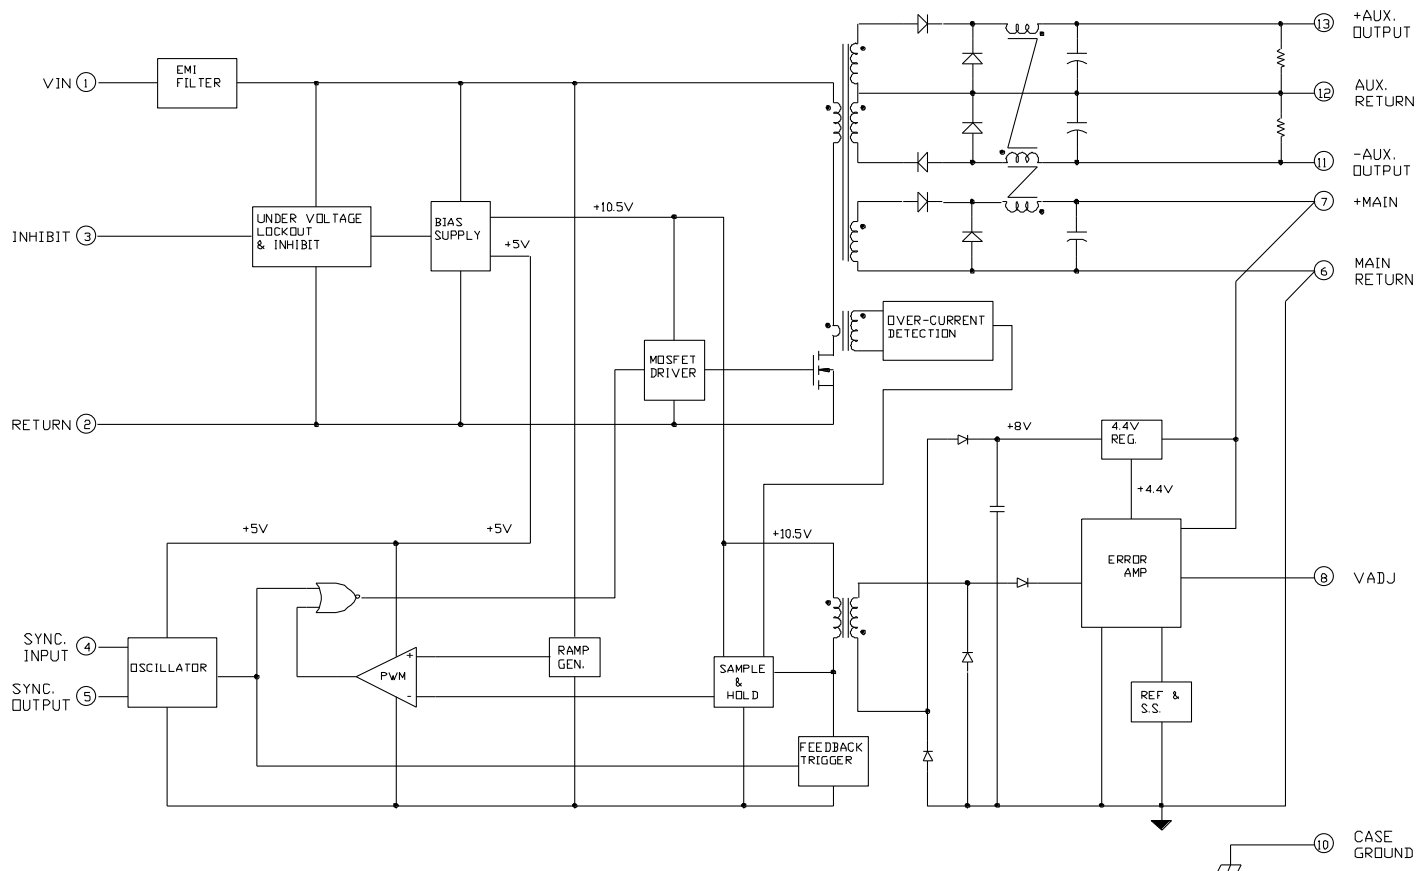 13 +AUX.
OUTPUT
EMI
FILTER
VIN 1
12 AUX.
RETURN
11 -AUX.
OUTPUT
7 +MAIN
UNDER VOLTAGE
LOCKOUT
& INHIBIT
BIAS
SUPPLY
+10.5V
+5V
INHIBIT 3
6 MAIN
RETURN
OVER-CURRENT
DETECTION
MOSFET
DRIVER
RETURN 2
+8V
4.4V
REG.
+4.4V
+5V
+5V
+10.5V
ERROR
AMP
8 VADJ
SYNC.
INPUT 4
OSCILLATOR
SYNC.
OUTPUT 5
+
PWM
-
RAMP
GEN.
SAMPLE
&
HOLD
REF &
S.S.
FEEDBACK
TRIGGER
10 CASE
GROUND